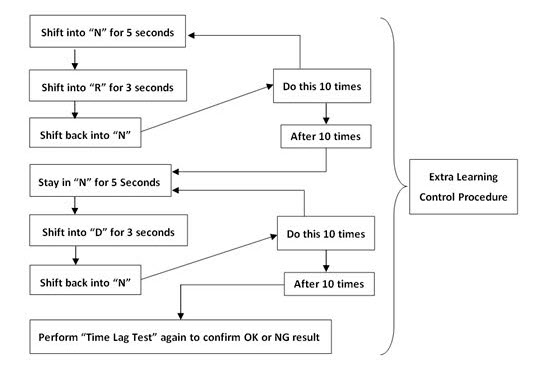 Shift into “N” for 5 seconds
Shift into “R” for 3 seconds
Do this 10 times
Shift back into “N”
After 10 times
Stay in “N” for 5 Seconds
Shift into “D” for 3 seconds
Do this 10 times
Shift back into “N”
After 10 times
Perform “Time Lag Test” again to confirm OK or NG result
Extra Learning
Control Procedure